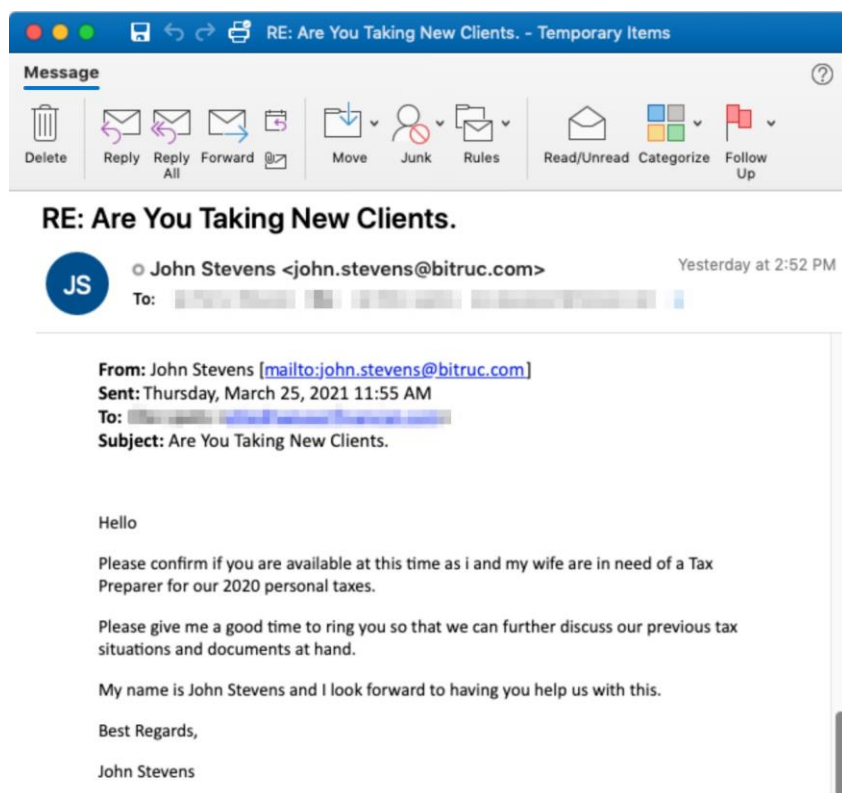 RE: Are You Taking New Clients. - Temporary Items
Message
Delete
Reply
Reply All
Forward
Move
Junk
Rules
Read/Unread
Categorize
Follow Up
RE: Are You Taking New Clients.
JS
John Stevens <john.stevens@bitruc.com>
Yesterday at 2:52 PM
To:
From: John Stevens [mailto:john.stevens@bitruc.com]
Sent: Thursday, March 25, 2021 11:55 AM
To:
Subject: Are You Taking New Clients.
Hello
Please confirm if you are available at this time as i and my wife are in need of a Tax
Preparer for our 2020 personal taxes.
Please give me a good time to ring you so that we can further discuss our previous tax
situations and documents at hand.
My name is John Stevens and I look forward to having you help us with this.
Best Regards,
John Stevens